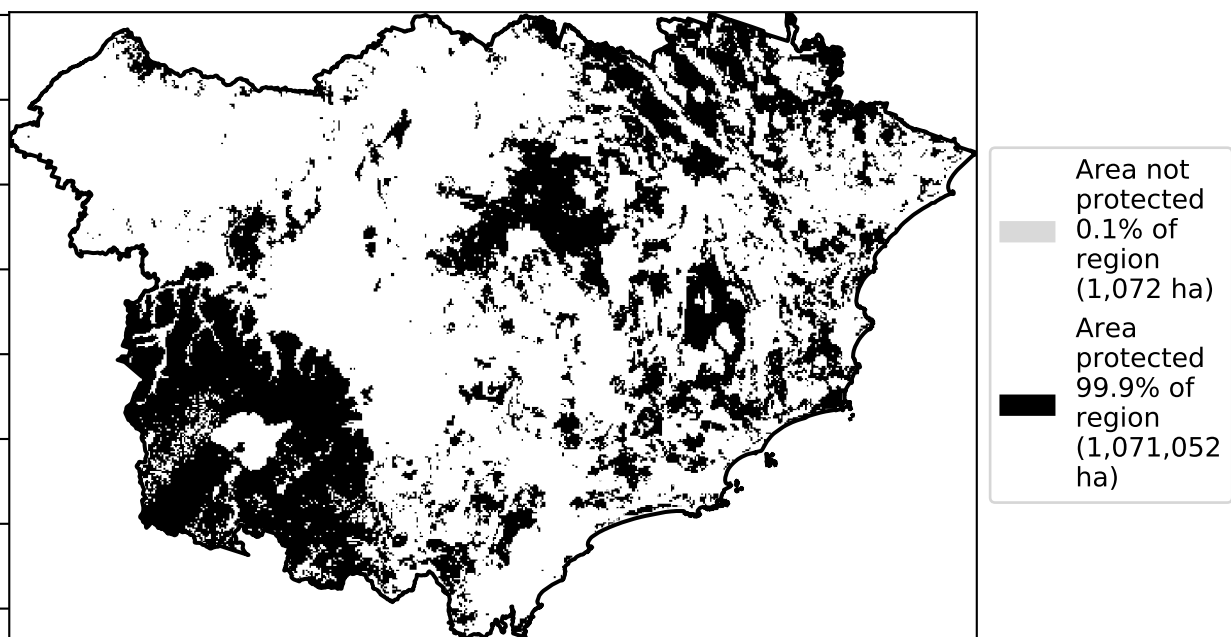 Area not
protected
0.1% of
region
(1,072 ha)
Area
protected
99.9% of
region
(1,071,052
ha)